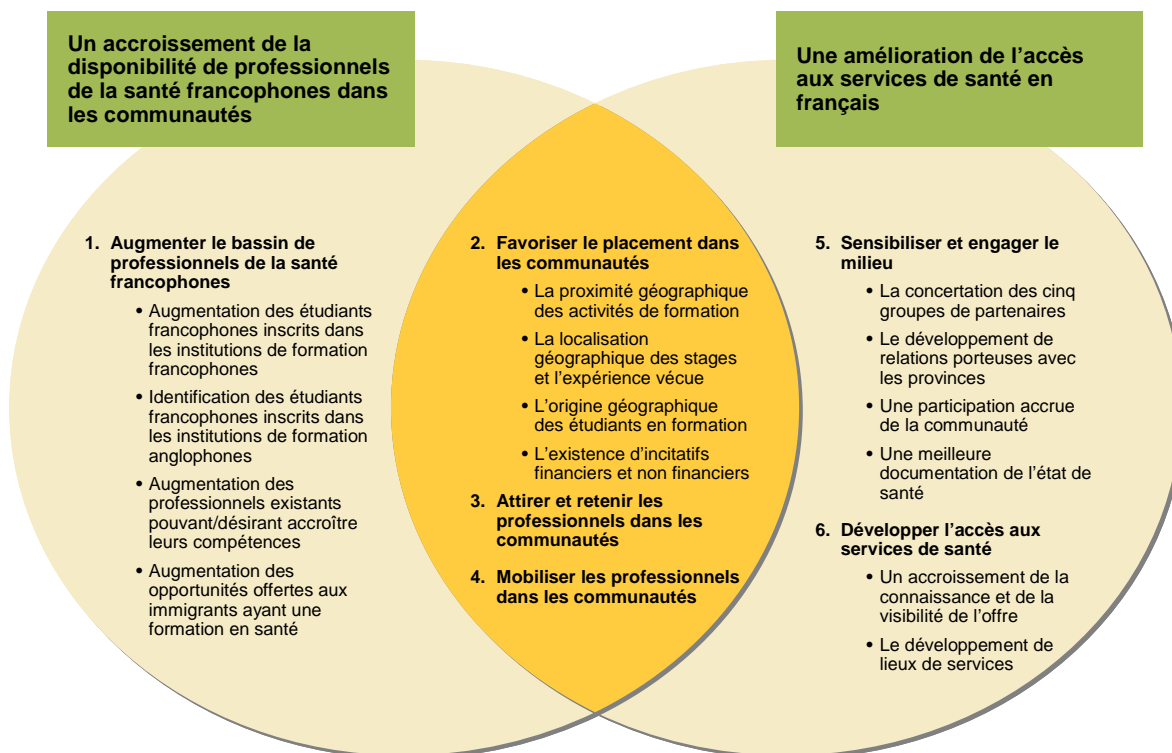 Un accroissement de la
disponibilité de professionnels
de la santé francophones dans
les communautés
Une amélioration de l’accès
aux services de santé en
français
1. Augmenter le bassin de
professionnels de la santé
francophones
• Augmentation des étudiants
francophones inscrits dans
les institutions de formation
francophones
• Identification des étudiants
francophones inscrits dans
les institutions de formation
anglophones
• Augmentation des
professionnels existants
pouvant/désirant accroître
leurs compétences
• Augmentation des
opportunités offertes aux
immigrants ayant une
formation en santé
2. Favoriser le placement dans
les communautés
• La proximité géographique
des activités de formation
• La localisation
géographique des stages
et l’expérience vécue
• L’origine géographique
des étudiants en formation
• L’existence d’incitatifs
financiers et non financiers
3. Attirer et retenir les
professionnels dans les
communautés
4. Mobiliser les professionnels
dans les communautés
5. Sensibiliser et engager le
milieu
• La concertation des cinq
groupes de partenaires
• Le développement de
relations porteuses avec
les provinces
• Une participation accrue
de la communauté
• Une meilleure
documentation de l’état de
santé
6. Développer l’accès aux
services de santé
• Un accroissement de la
connaissance et de la
visibilité de l’offre
• Le développement de
lieux de services